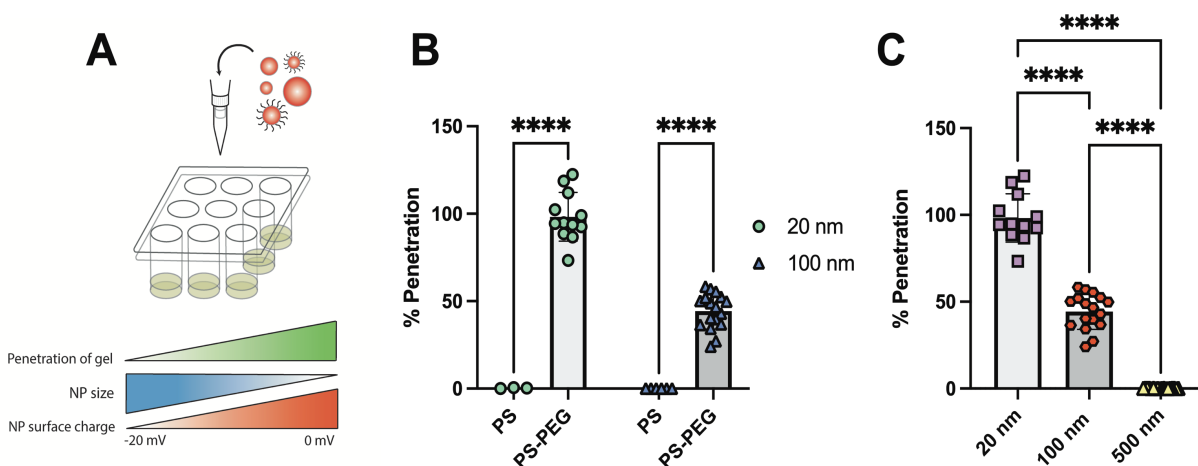 A
Penetration of gel
NP size
NP surface charge
-20 mV
0 mV
B
% Penetration
150
100
50
0
****
****
PS
PS-PEG
PS
PS-PEG
20 nm
100 nm
C
% Penetration
150
100
50
0
****
****
****
20 nm
100 nm
500 nm